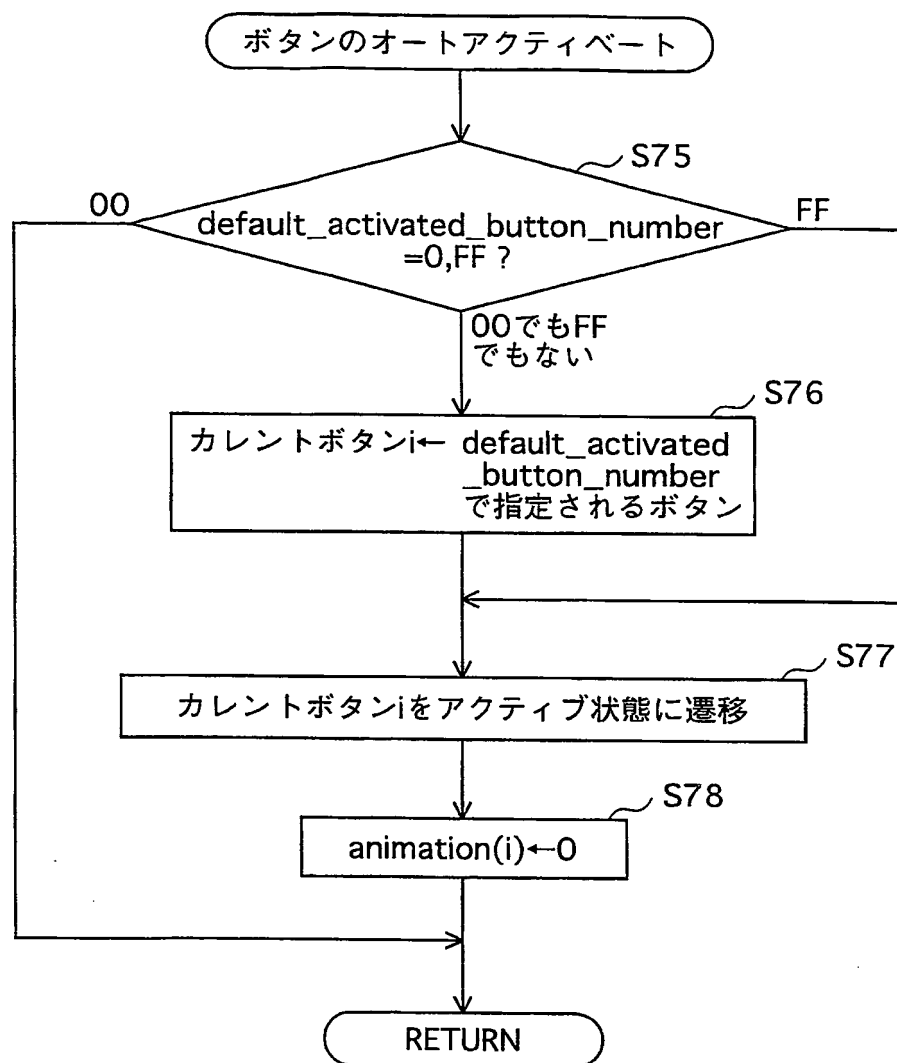 ボタンのオートアクティベート
S75
00
FF
default_activated_button_number
=0,FF ?
00でもFF
でもない
S76
カレントボタンi← default_activated
_button_number
で指定されるボタン
S77
カレントボタンiをアクティブ状態に遷移
S78
animation(i)←0
RETURN